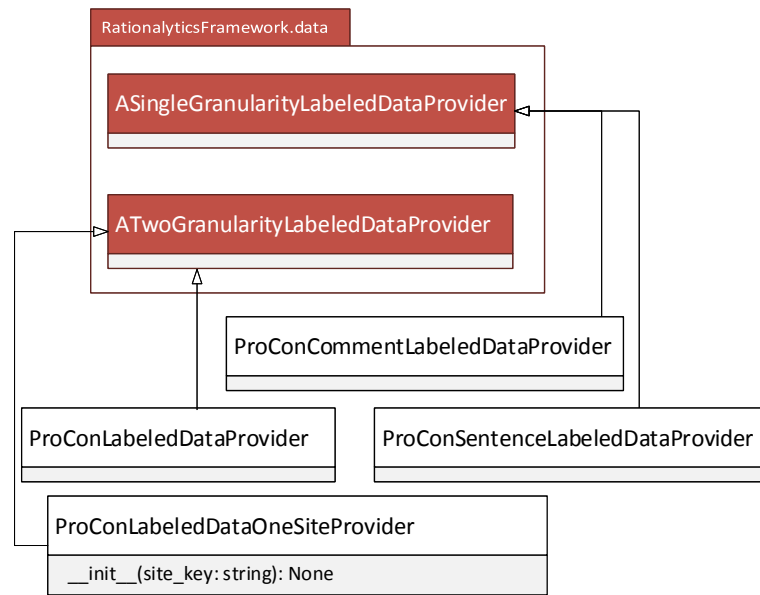 RationalyticsFramework.data
ASingleGranularityLabeledDataProvider
ATwoGranularityLabeledDataProvider
ProConCommentLabeledDataProvider
ProConLabeledDataProvider
ProConSentenceLabeledDataProvider
ProConLabeledDataOneSiteProvider
__init__(site_key: string): None